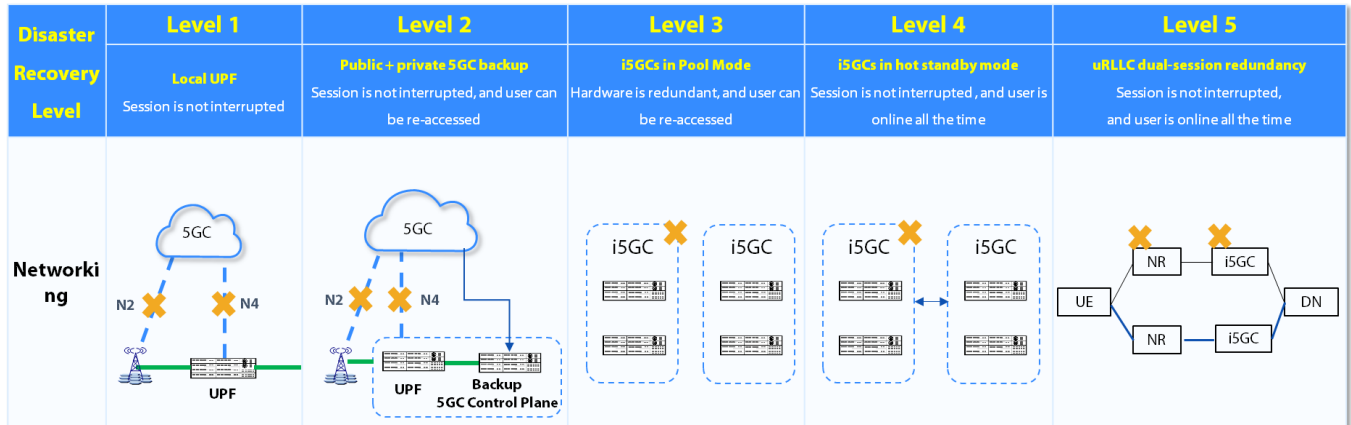 Disaster
Recovery
Level
Level 1
Local UPF
Session is not interrupted
Level 2
Public + private 5GC backup
Session is not interrupted, and user can
be re-accessed
Level 3
i5GCs in Pool Mode
Hardware is redundant, and user can
be re-accessed
Level 4
i5GCs in hot standby mode
Session is not interrupted , and user is
online all the time
Level 5
uRLLC dual-session redundancy
Session is not interrupted,
and user is online all the time
Networki
ng
5GC
N2
N4
UPF
5GC
N2
N4
UPF
Backup
5GC Control Plane
i5GC
i5GC
i5GC
i5GC
NR
i5GC
UE
DN
NR
i5GC